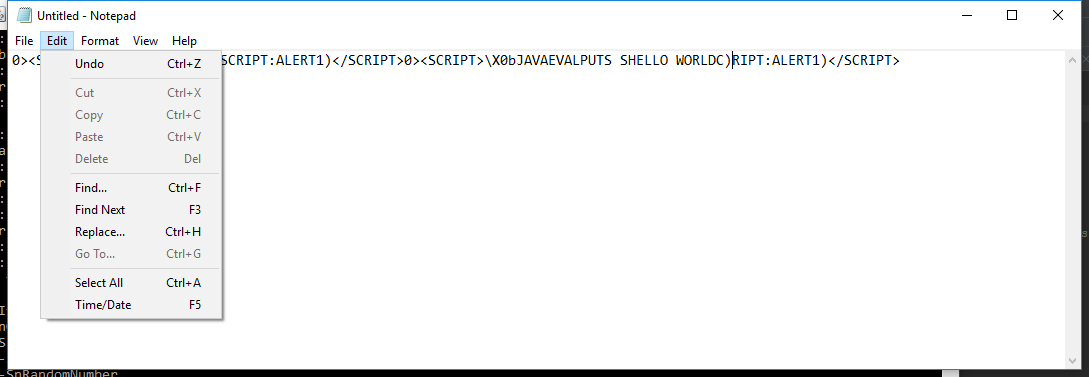 Untitled - Notepad
File Edit Format View Help
0><S SCRIPT:ALERT1)</SCRIPT>0><SCRIPT>\X0bJAVAEVALPUTS SHELLO WORLDC)RIPT:ALERT1)</SCRIPT>
Undo Ctrl+Z
Cut Ctrl+X
Copy Ctrl+C
Paste Ctrl+V
Delete Del
Find... Ctrl+F
Find Next F3
Replace... Ctrl+H
Go To... Ctrl+G
Select All Ctrl+A
Time/Date F5
-SnRandomNumber